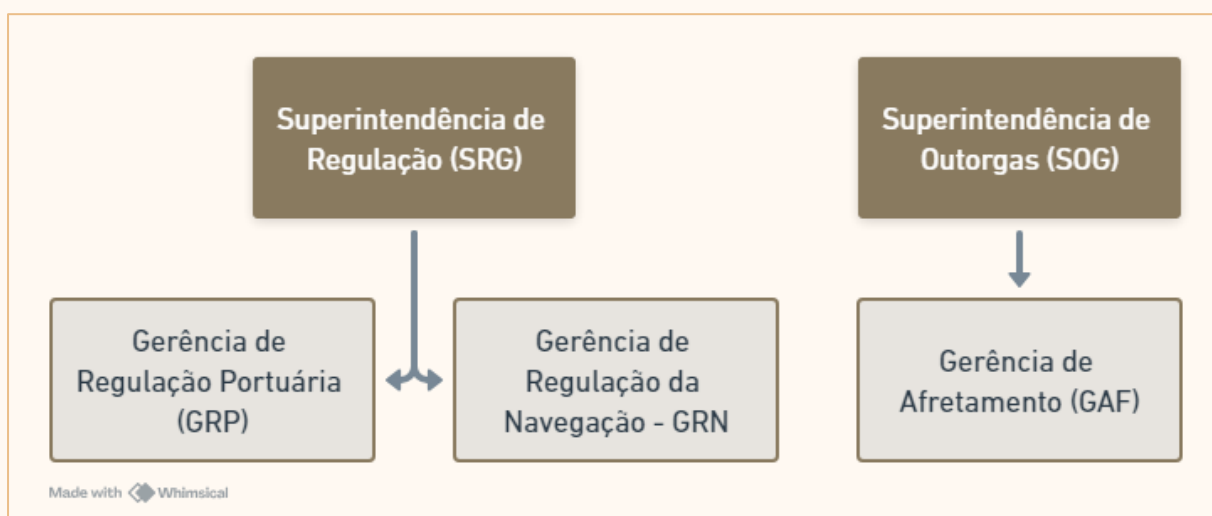 Superintendência de
Regulação (SRG)
Superintendência de
Outorgas (SOG)
Gerência de
Regulação Portuária
(GRP)
Gerência de
Regulação da
Navegação - GRN
Gerência de
Afretamento (GAF)
Made with Whimsical